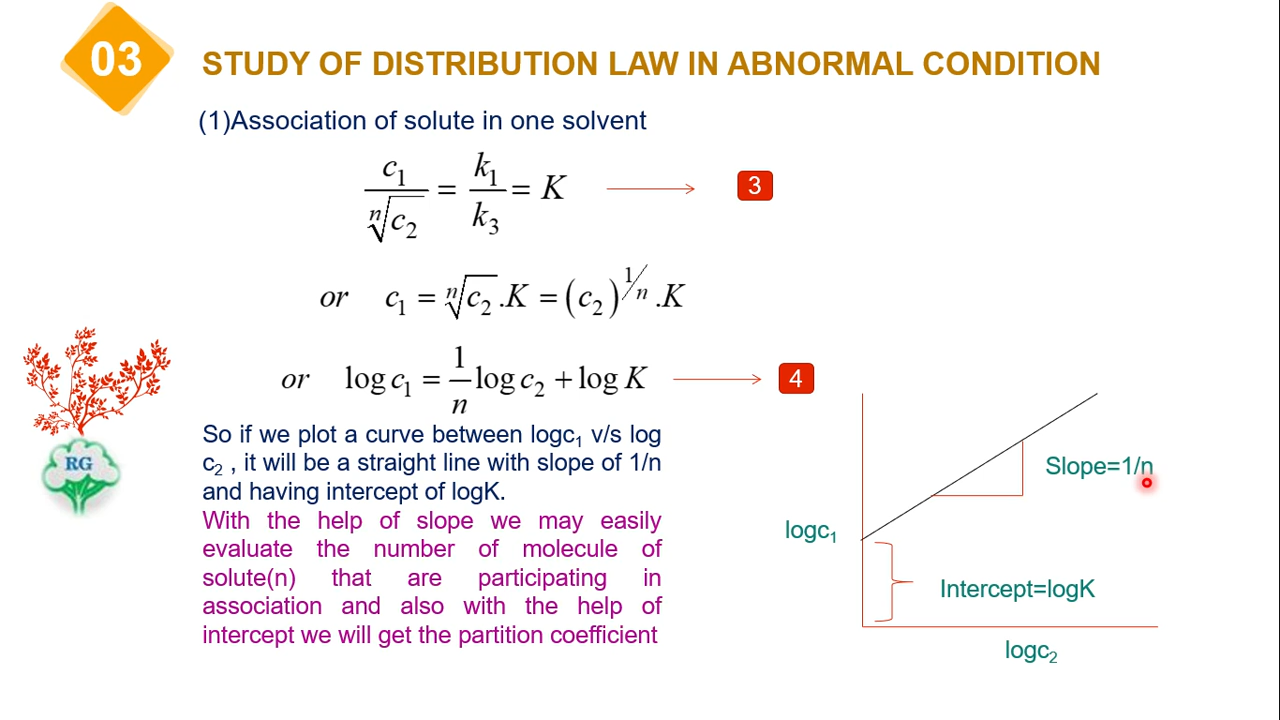 03
STUDY OF DISTRIBUTION LAW IN ABNORMAL CONDITION
(1)Association of solute in one solvent
c₁/ⁿ√c₂ = k₁/k₃ = K
3
or c₁ = ⁿ√c₂ .K = (c₂)^1/n .K
or log c₁ = 1/n log c₂ + log K
4
So if we plot a curve between logc₁ v/s log
c₂ , it will be a straight line with slope of 1/n
and having intercept of logK.
With the help of slope we may easily
evaluate the number of molecule of
solute(n) that are participating in
association and also with the help of
intercept we will get the partition coefficient
RG
Slope=1/n
logc₁
Intercept=logK
logc₂